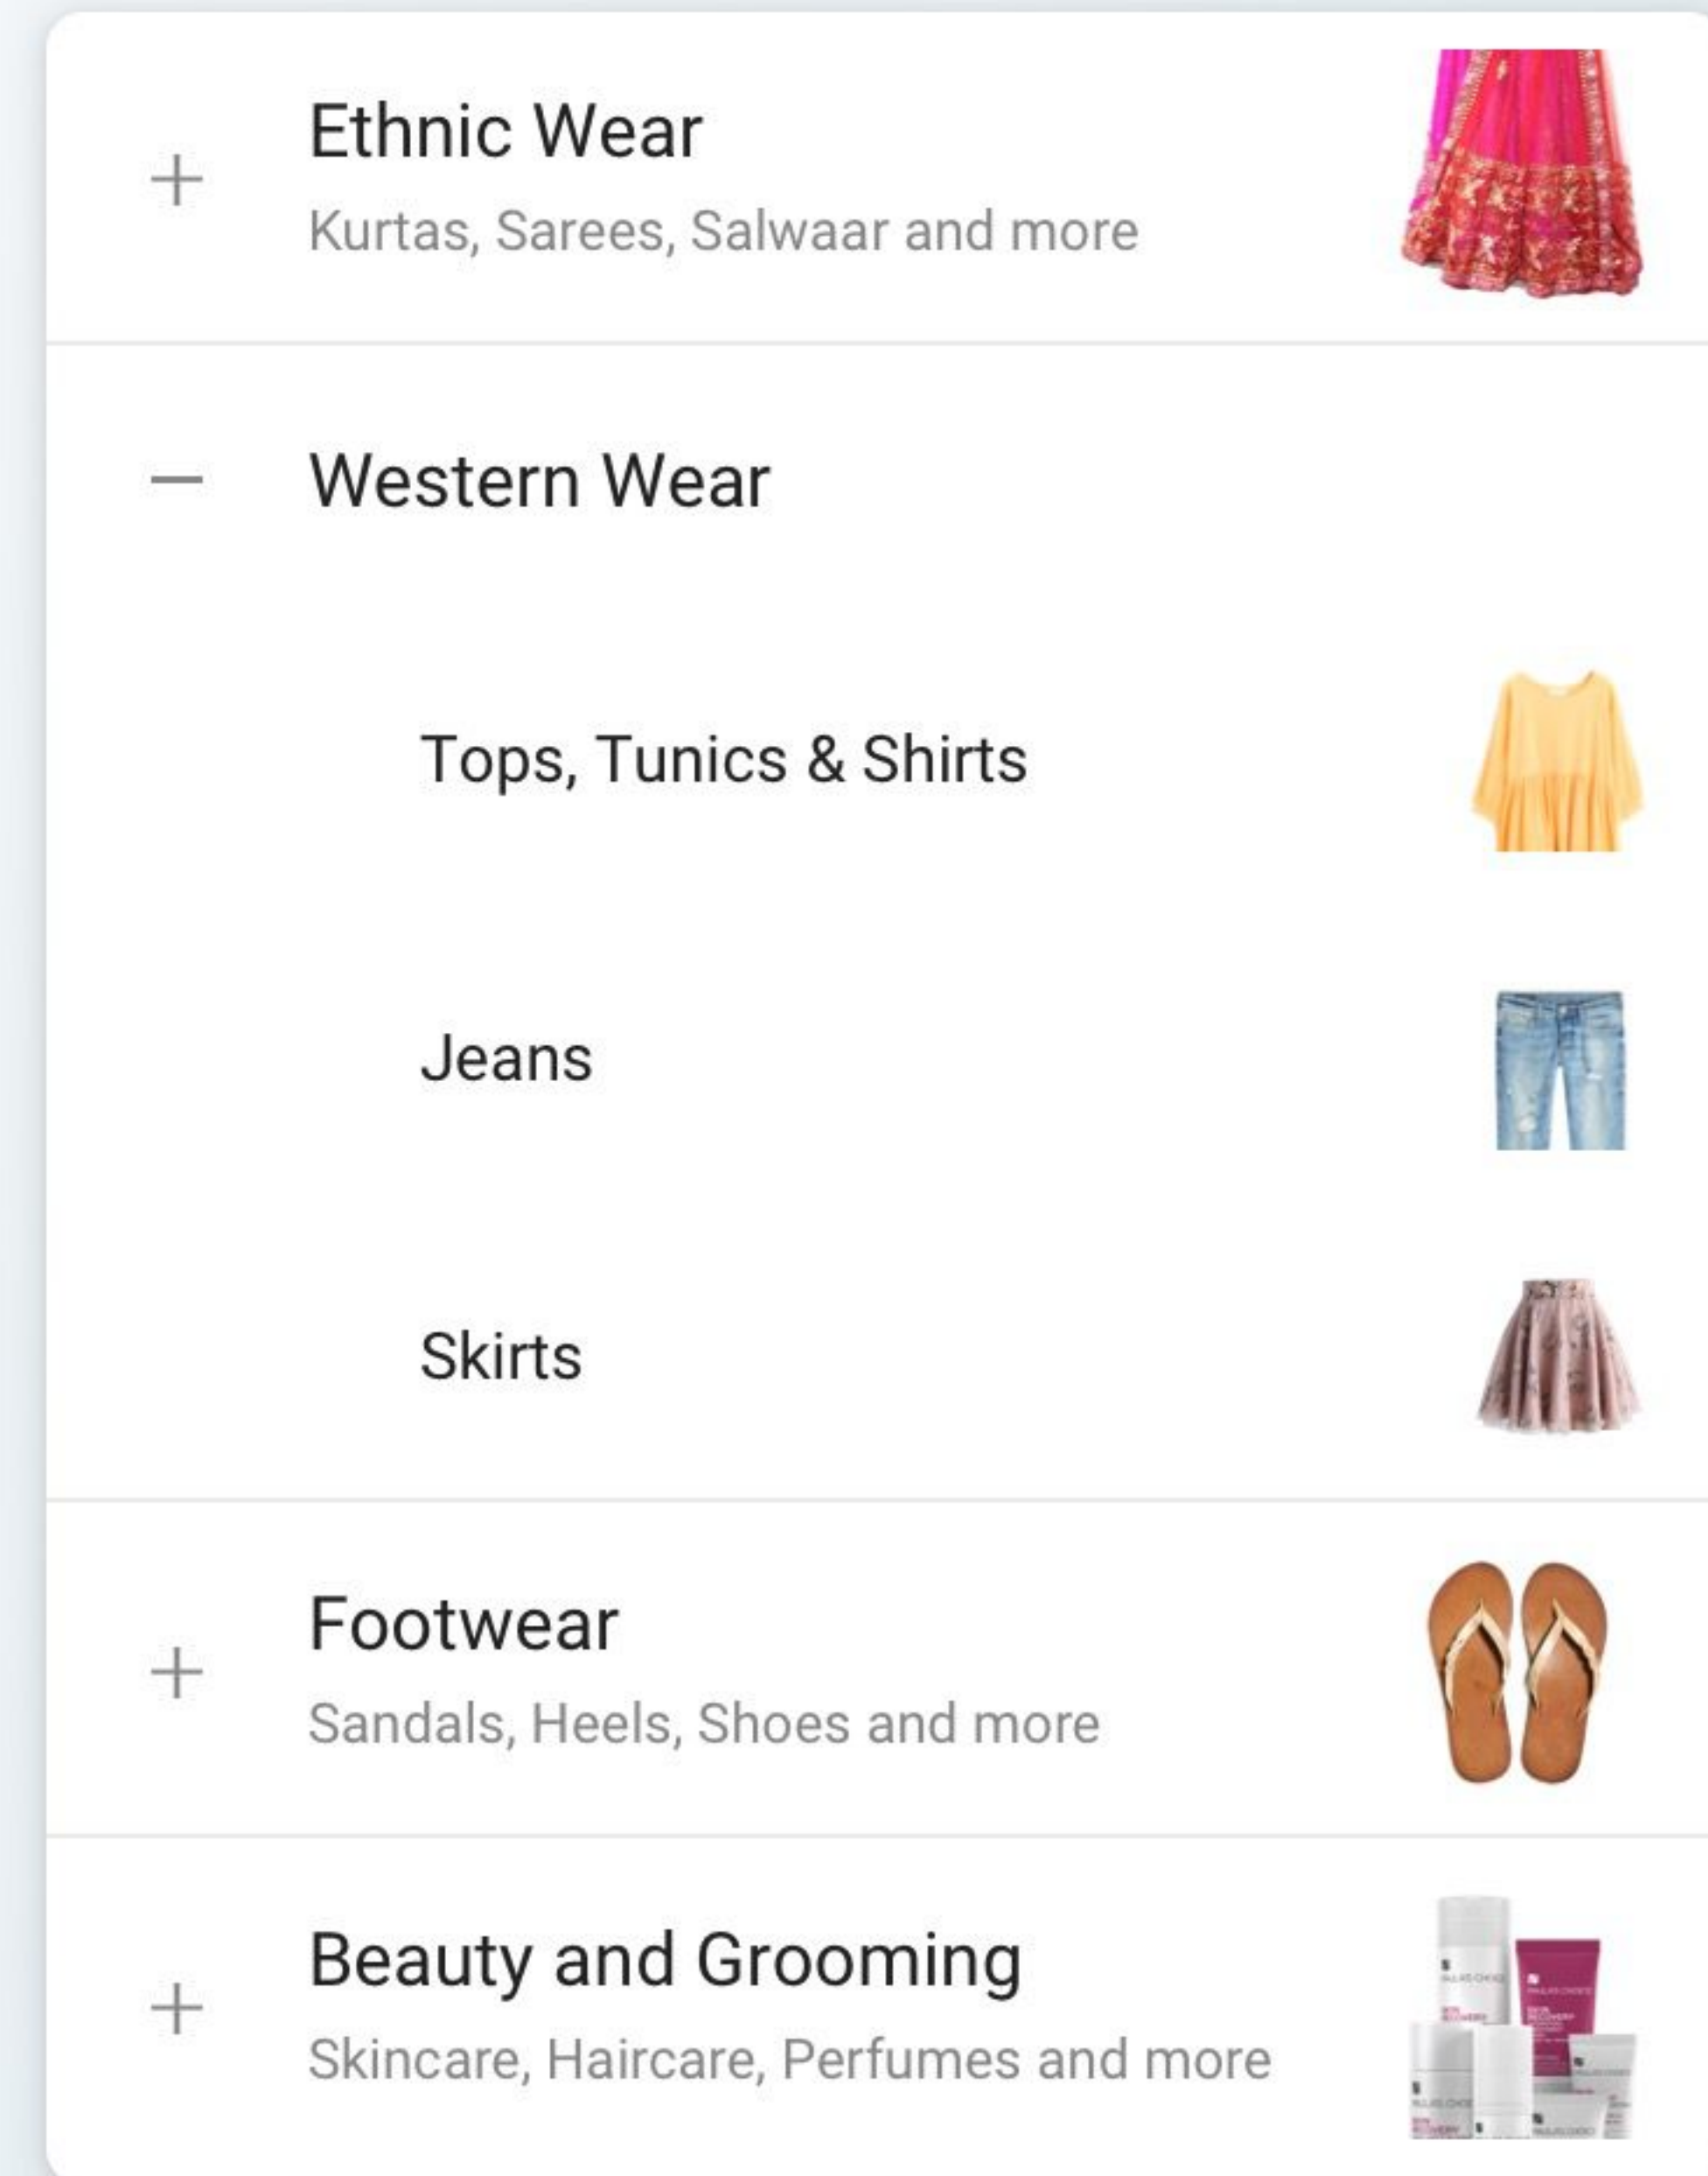 Ethnic Wear
Kurtas, Sarees, Salwaar and more
Western Wear
Tops, Tunics & Shirts
Jeans
Skirts
Footwear
Sandals, Heels, Shoes and more
Beauty and Grooming
Skincare, Haircare, Perfumes and more